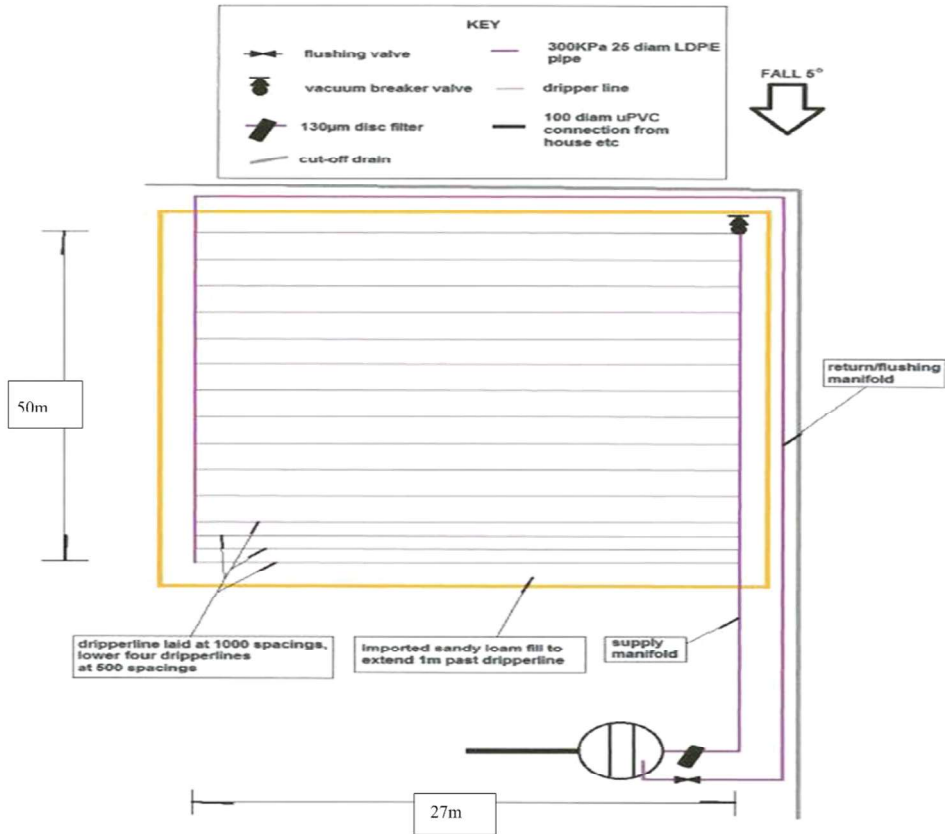 KEY
flushing valve
300KPa 25 diam LDPE
pipe
vacuum breaker valve
dripper line
130µm disc filter
100 diam uPVC
connection from
house etc
cut-off drain
FALL 5°
50m
return/flushing
manifold
dripperline laid at 1000 spacings,
lower four dripperlines
at 500 spacings
imported sandy loam fill to
extend 1m past dripperline
supply
manifold
27m